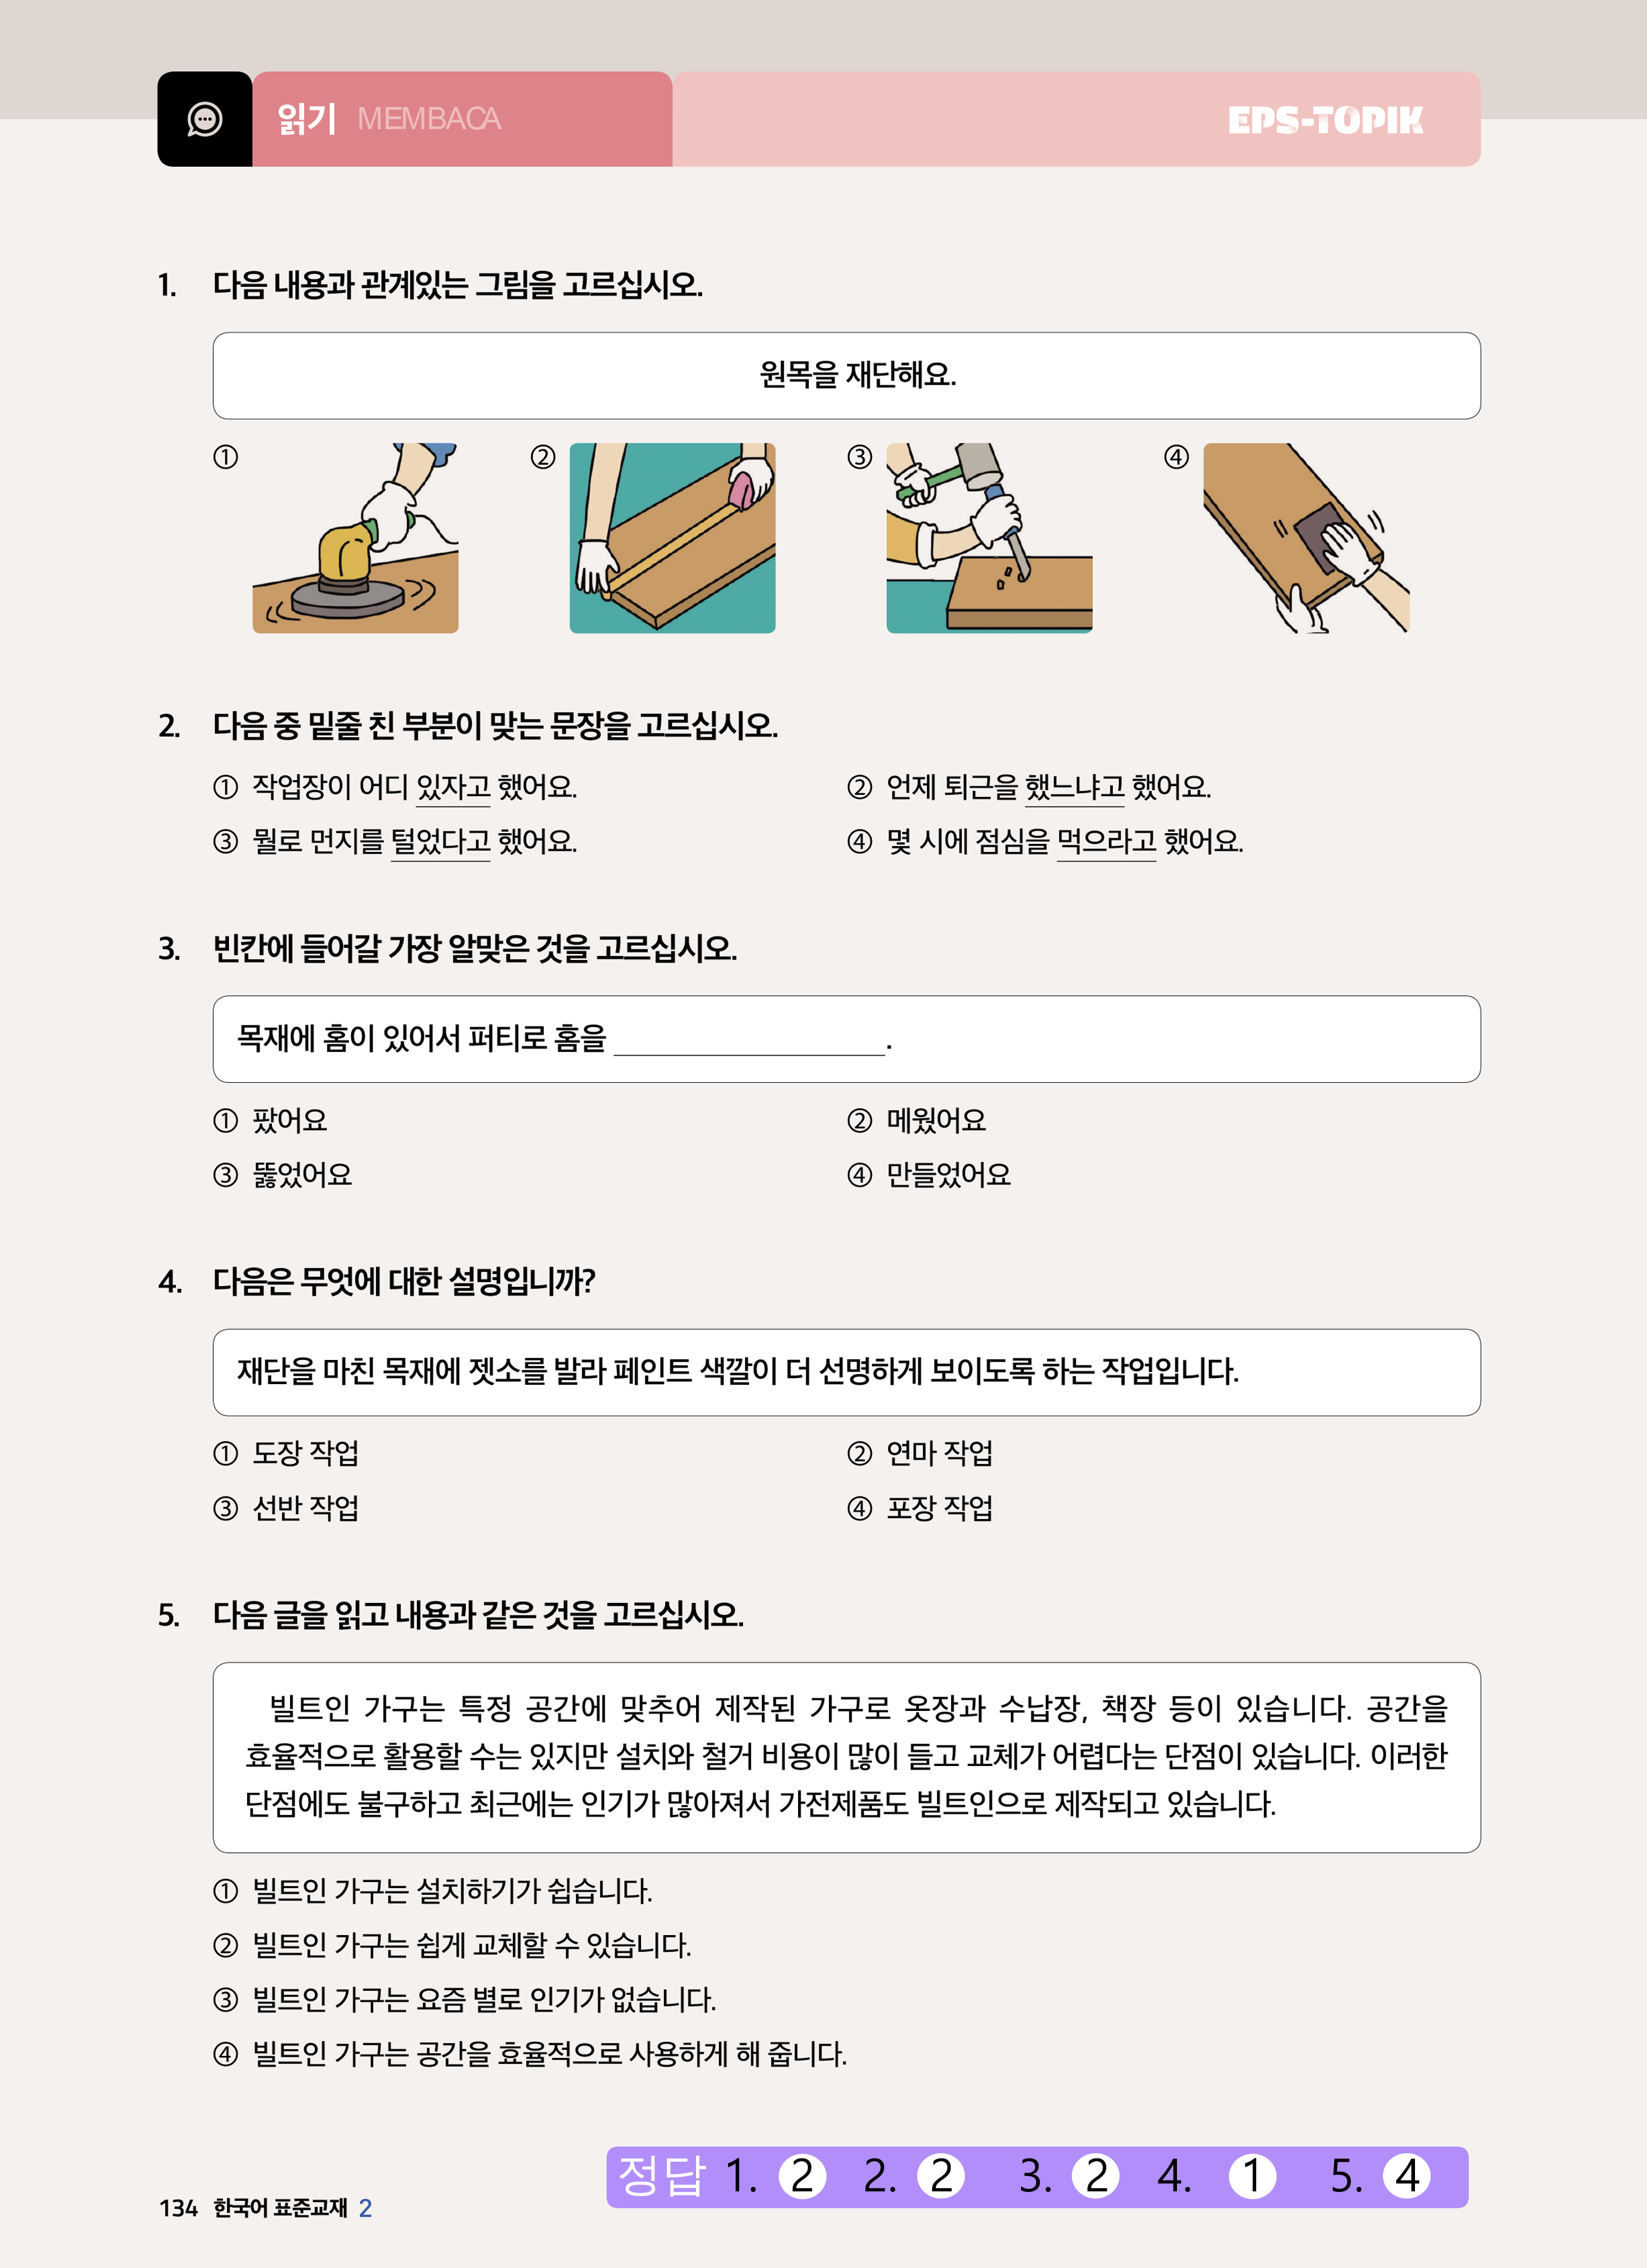 읽기 MEMBACA EPS-TOPIK
1. 다음 내용과 관계있는 그림을 고르십시오.
원목을 재단해요.
① ② ③ ④
2. 다음 중 밑줄 친 부분이 맞는 문장을 고르십시오.
① 작업장이 어디 있자고 했어요. ② 언제 퇴근을 했느냐고 했어요.
③ 뭘로 먼지를 털었다고 했어요. ④ 몇 시에 점심을 먹으라고 했어요.
3. 빈칸에 들어갈 가장 알맞은 것을 고르십시오.
목재에 홈이 있어서 퍼티로 홈을 ____________.
① 팠어요 ② 메웠어요
③ 뚫었어요 ④ 만들었어요
4. 다음은 무엇에 대한 설명입니까?
재단을 마친 목재에 젯소를 발라 페인트 색깔이 더 선명하게 보이도록 하는 작업입니다.
① 도장 작업 ② 연마 작업
③ 선반 작업 ④ 포장 작업
5. 다음 글을 읽고 내용과 같은 것을 고르십시오.
빌트인 가구는 특정 공간에 맞추어 제작된 가구로 옷장과 수납장, 책장 등이 있습니다. 공간을
효율적으로 활용할 수는 있지만 설치와 철거 비용이 많이 들고 교체가 어렵다는 단점이 있습니다. 이러한
단점에도 불구하고 최근에는 인기가 많아져서 가전제품도 빌트인으로 제작되고 있습니다.
① 빌트인 가구는 설치하기가 쉽습니다.
② 빌트인 가구는 쉽게 교체할 수 있습니다.
③ 빌트인 가구는 요즘 별로 인기가 없습니다.
④ 빌트인 가구는 공간을 효율적으로 사용하게 해 줍니다.
정답 1. 2 2. 2 3. 2 4. 1 5. 4
134 한국어 표준교재 2